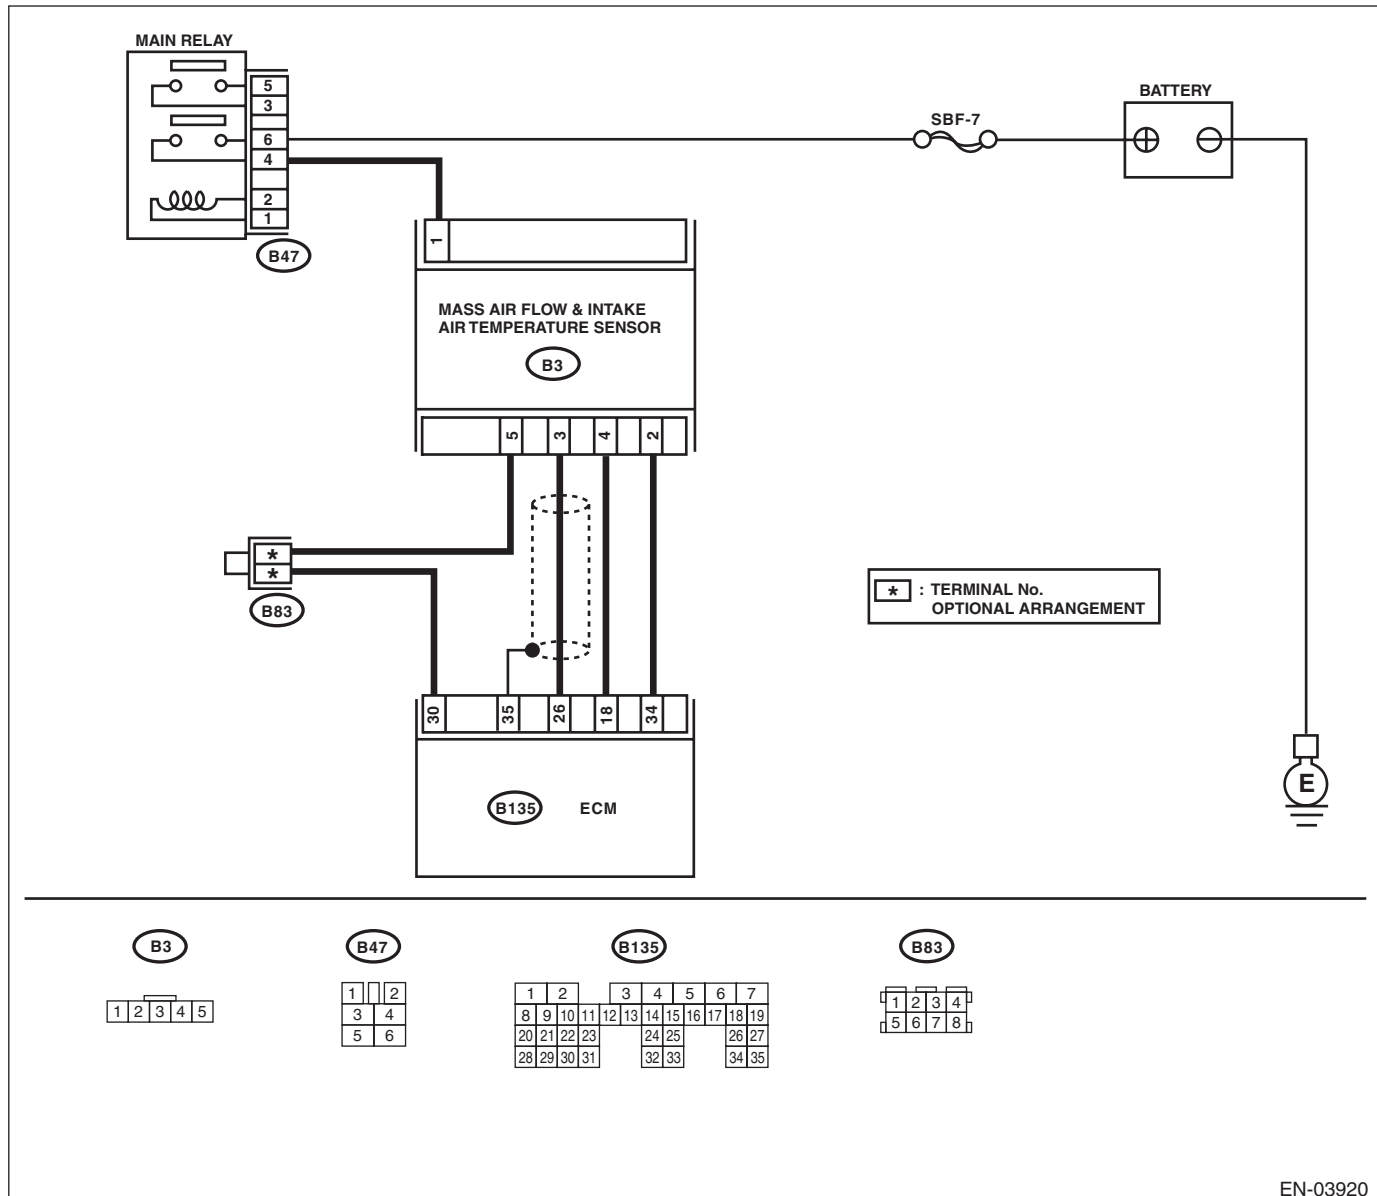 MAIN RELAY
5
3
6
4
2
1
B47
SBF-7
BATTERY
1
MASS AIR FLOW & INTAKE
AIR TEMPERATURE SENSOR
B3
5 3 4 2
*
*
B83
* : TERMINAL No.
OPTIONAL ARRANGEMENT
30 35 26 18 34
B135 ECM
E
B3 B47 B135 B83
1 2 3 4 5
1 2
3 4
5 6
1 2 3 4 5 6 7
8 9 10 11 12 13 14 15 16 17 18 19
20 21 22 23 24 25 26 27
28 29 30 31 32 33 34 35
1 2 3 4
5 6 7 8
EN-03920